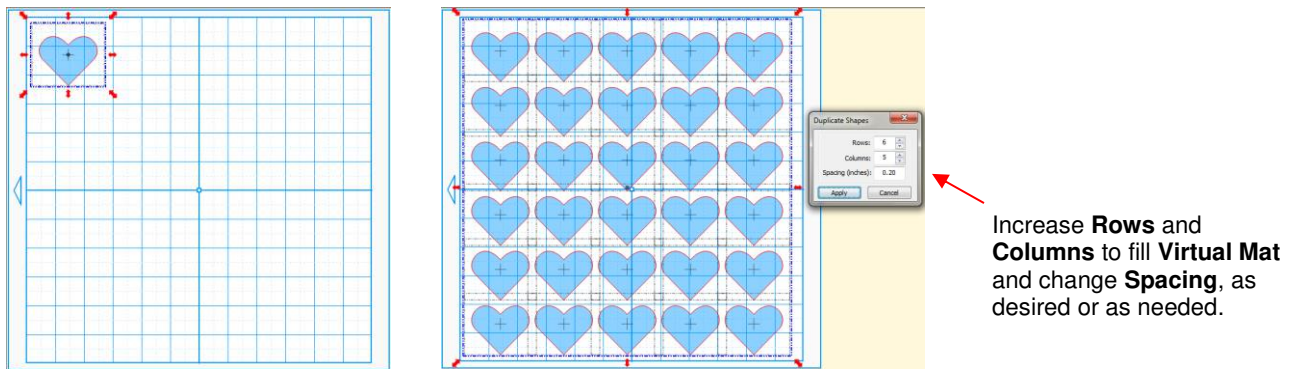 Duplicate Shapes
Rows: 6
Columns: 5
Spacing (inches): 0.20
Apply Cancel
Increase Rows and
Columns to fill Virtual Mat
and change Spacing, as
desired or as needed.